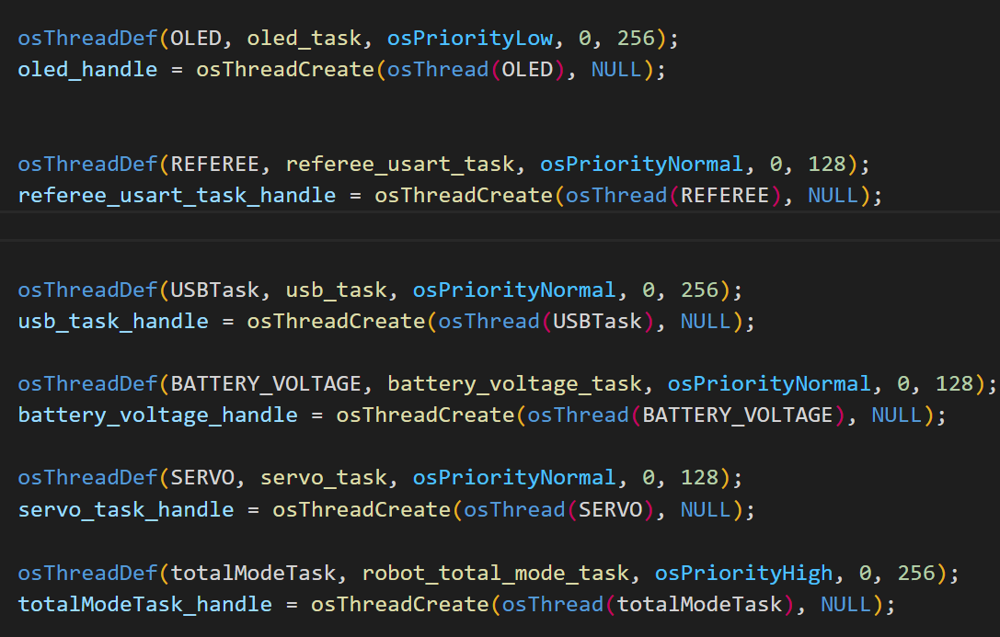 osThreadDef(OLED, oled_task, osPriorityLow, 0, 256);
oled_handle = osThreadCreate(osThread(OLED), NULL);
osThreadDef(REFEREE, referee_usart_task, osPriorityNormal, 0, 128);
referee_usart_task_handle = osThreadCreate(osThread(REFEREE), NULL);
osThreadDef(USBTask, usb_task, osPriorityNormal, 0, 256);
usb_task_handle = osThreadCreate(osThread(USBTask), NULL);
osThreadDef(BATTERY_VOLTAGE, battery_voltage_task, osPriorityNormal, 0, 128);
battery_voltage_handle = osThreadCreate(osThread(BATTERY_VOLTAGE), NULL);
osThreadDef(SERVO, servo_task, osPriorityNormal, 0, 128);
servo_task_handle = osThreadCreate(osThread(SERVO), NULL);
osThreadDef(totalModeTask, robot_total_mode_task, osPriorityHigh, 0, 256);
totalModeTask_handle = osThreadCreate(osThread(totalModeTask), NULL);